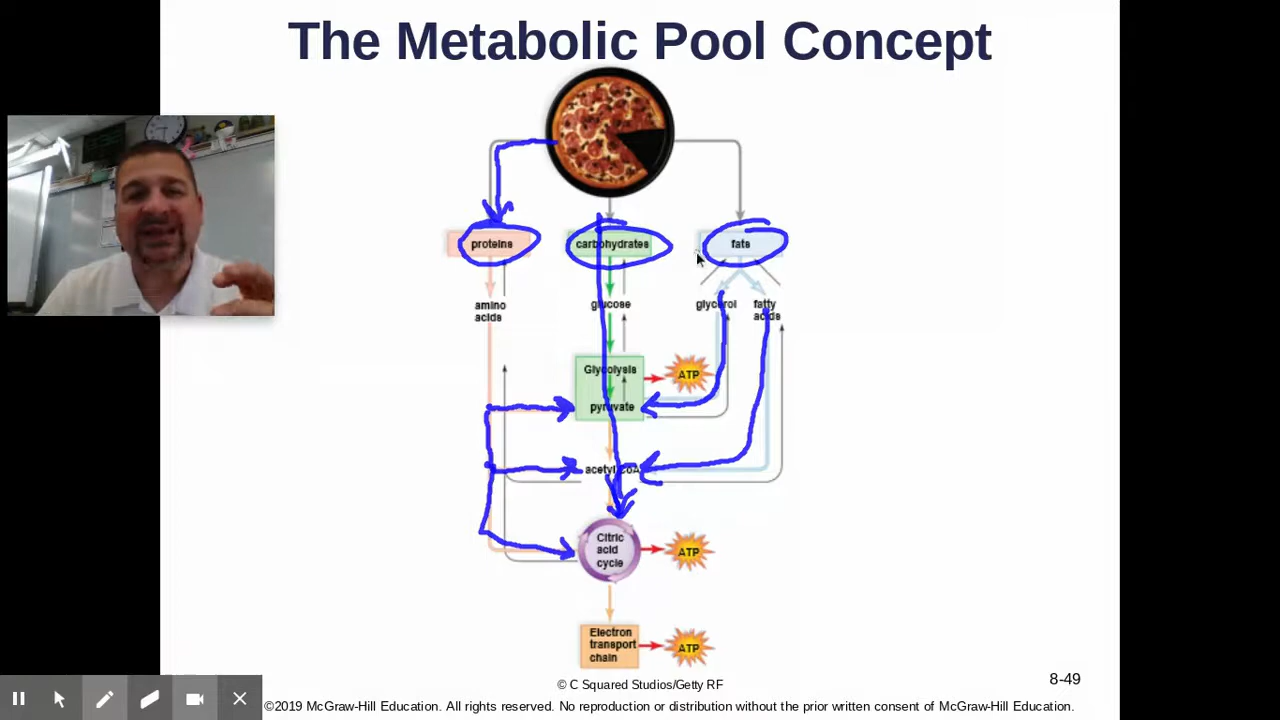 The Metabolic Pool Concept
proteins
carbohydrates
fats
amino
acids
glucose
glycerol
fatty
acids
Glycolysis
ATP
pyruvate
acetyl CoA
Citric
acid
cycle
ATP
Electron
transport
chain
ATP
© C Squared Studios/Getty RF
8-49
©2019 McGraw-Hill Education. All rights reserved. No reproduction or distribution without the prior written consent of McGraw-Hill Education.